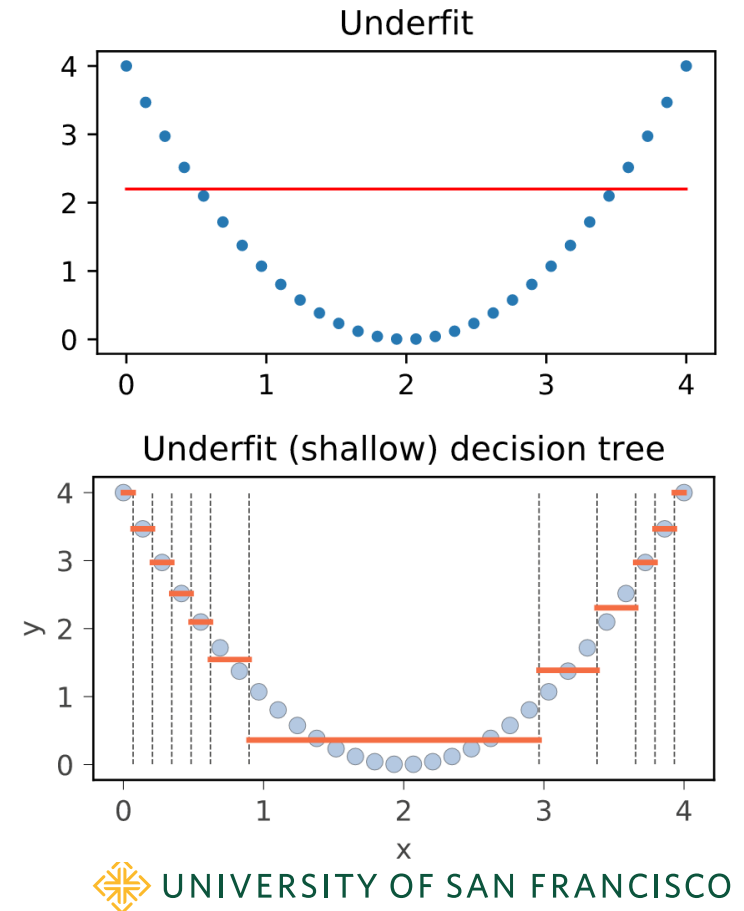 Underfit
4
3
2
1
0
0 1 2 3 4
Underfit (shallow) decision tree
4
3
2
1
0
y
0 1 2 3 4
x
UNIVERSITY OF SAN FRANCISCO